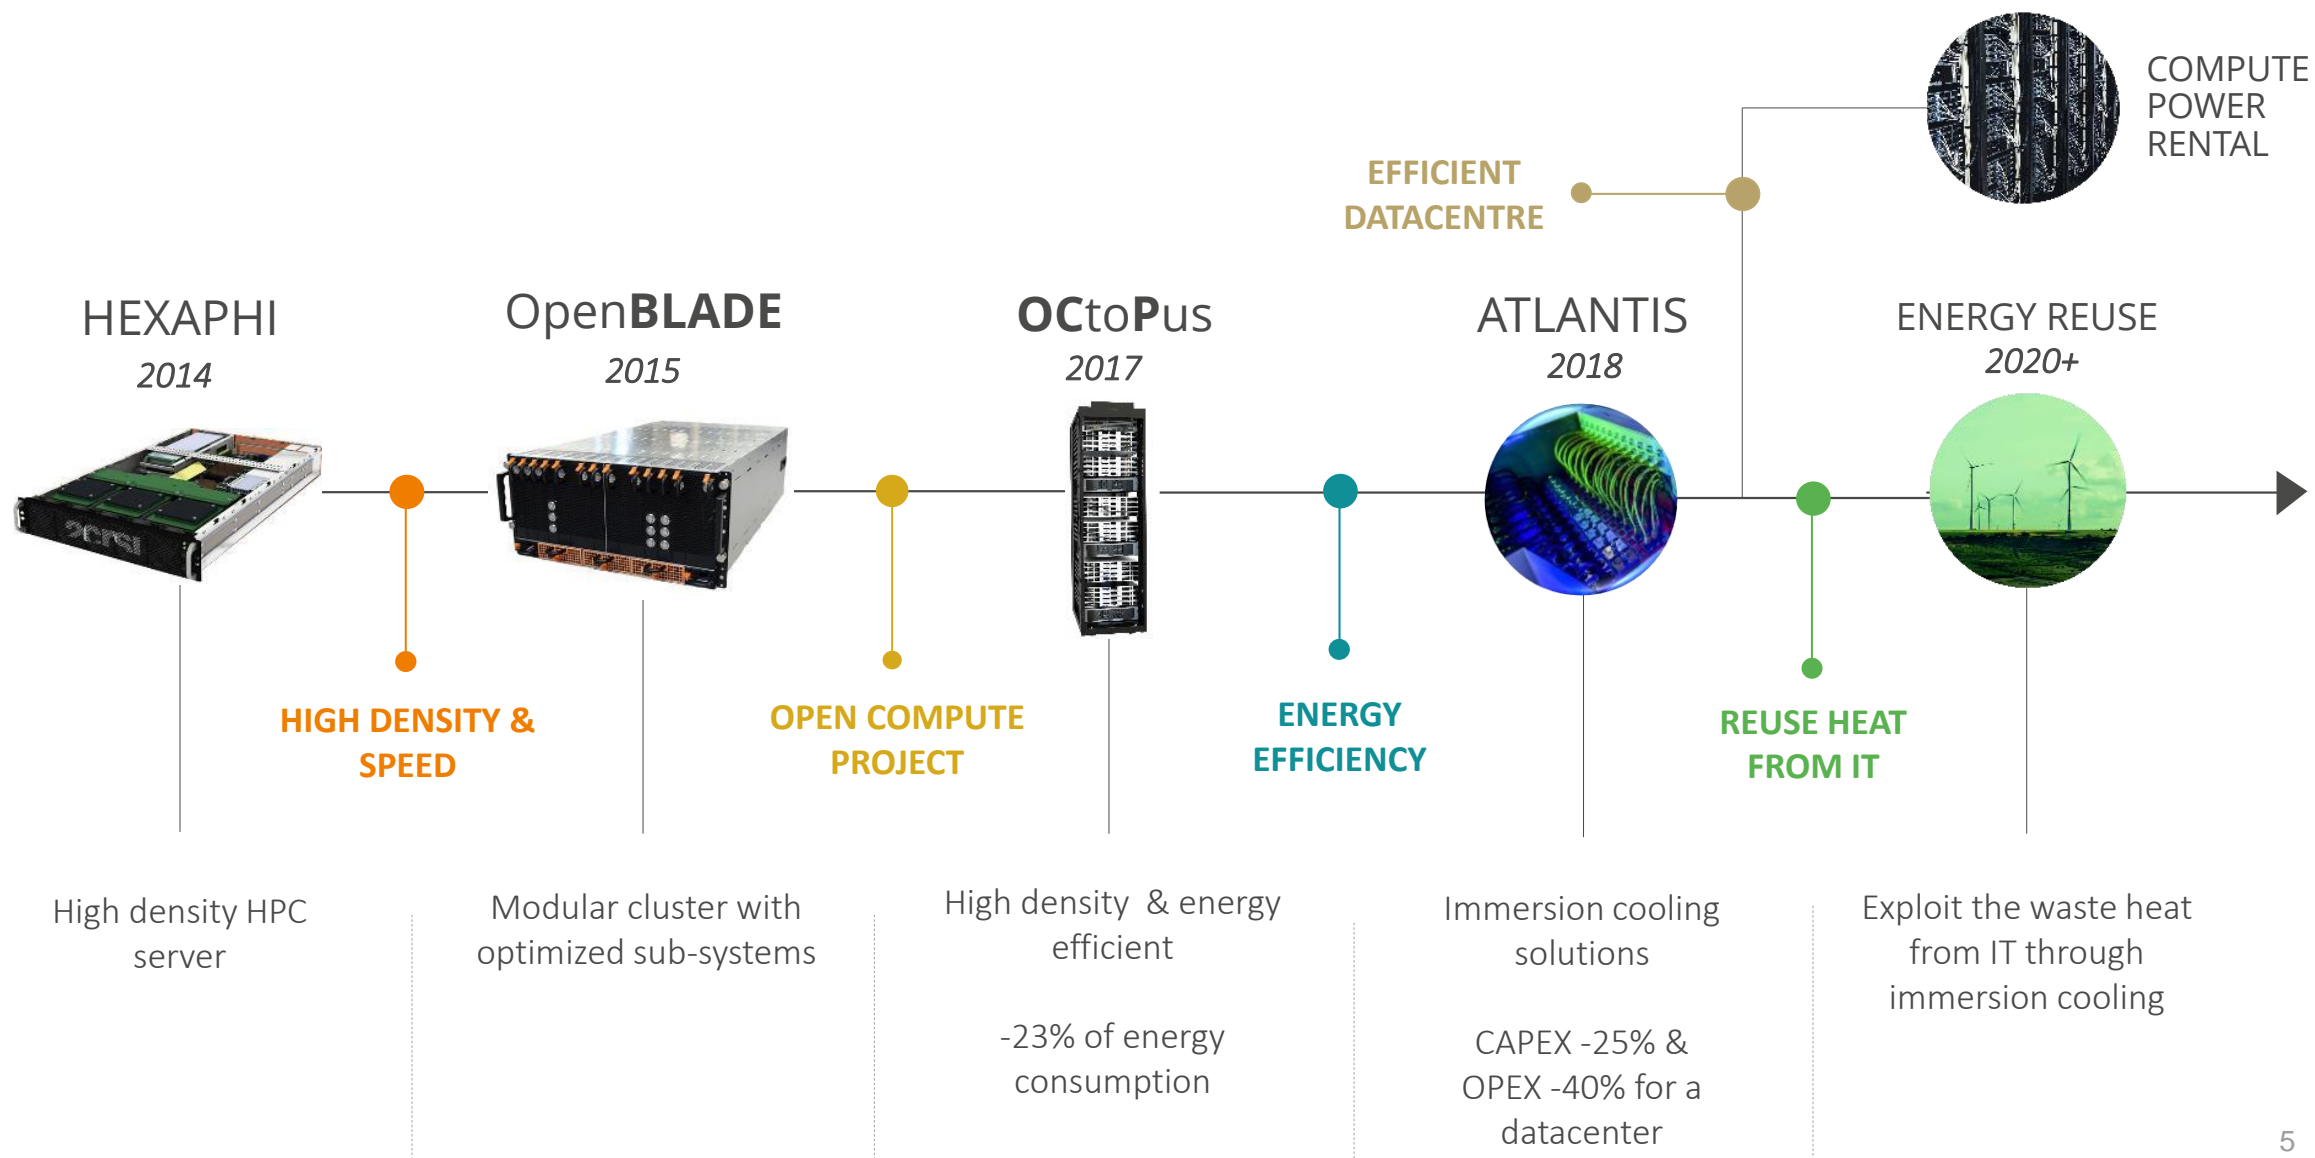 COMPUTE
POWER
RENTAL
EFFICIENT
DATACENTRE
HEXAPHI
2014
OpenBLADE
2015
OCtoPus
2017
ATLANTIS
2018
ENERGY REUSE
2020+
2crsi
HIGH DENSITY &
SPEED
OPEN COMPUTE
PROJECT
ENERGY
EFFICIENCY
REUSE HEAT
FROM IT
High density HPC
server
Modular cluster with
optimized sub-systems
High density & energy
efficient
-23% of energy
consumption
Immersion cooling
solutions
CAPEX -25% &
OPEX -40% for a
datacenter
Exploit the waste heat
from IT through
immersion cooling
5